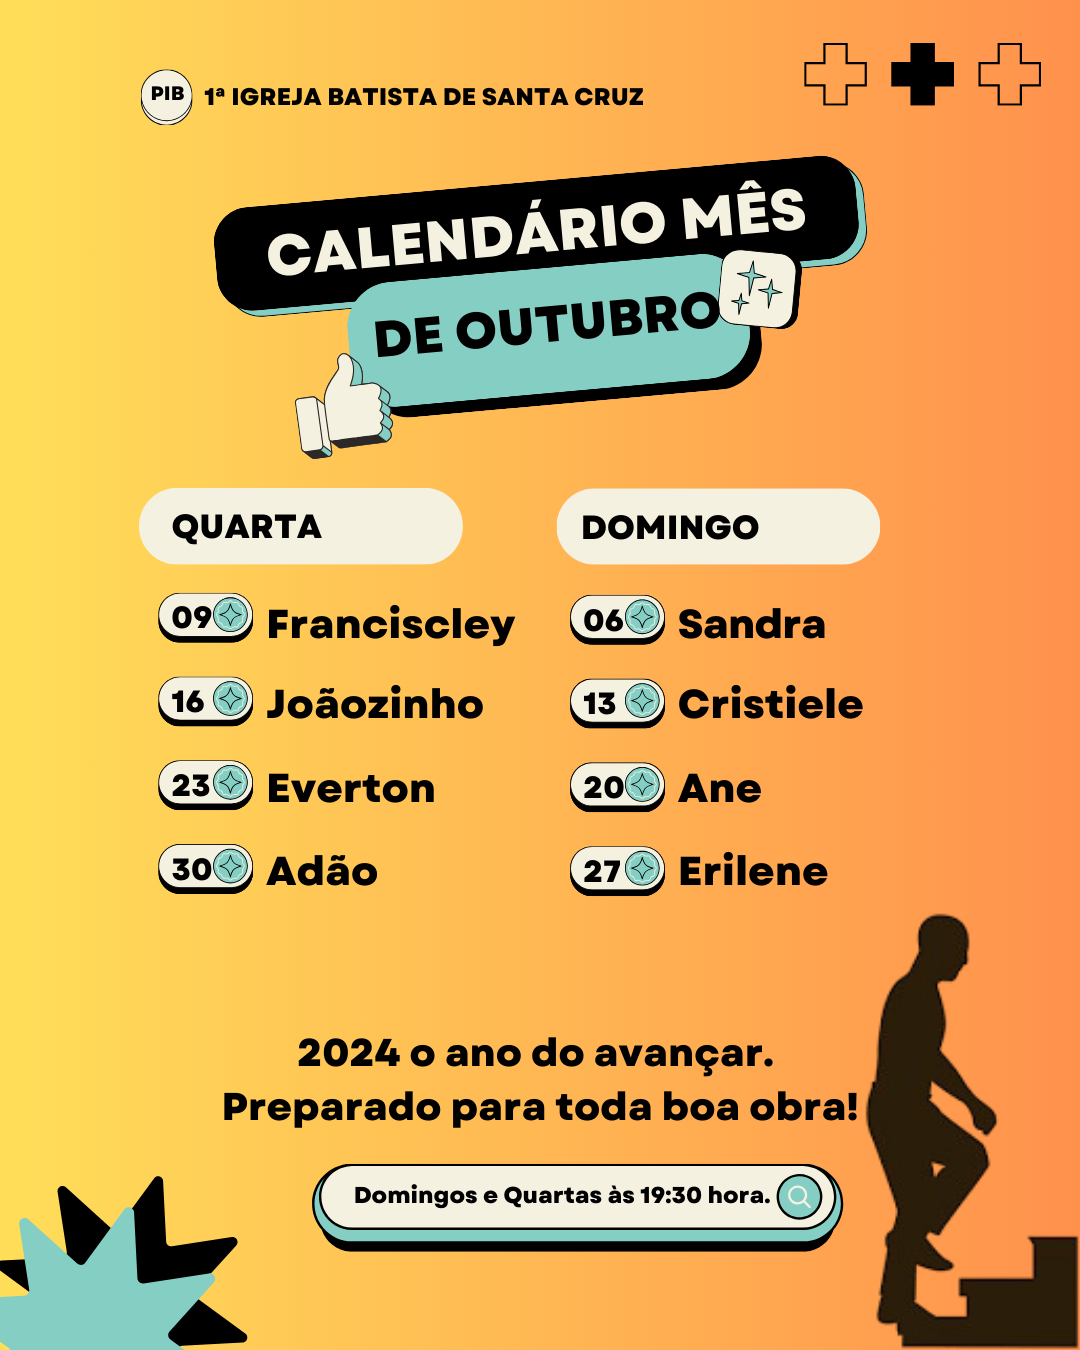 PIB
1ª IGREJA BATISTA DE SANTA CRUZ
CALENDÁRIO MÊS
DE OUTUBRO
QUARTA
09 Franciscley
16 Joãozinho
23 Everton
30 Adão
DOMINGO
06 Sandra
13 Cristiele
20 Ane
27 Erilene
2024 o ano do avançar.
Preparado para toda boa obra!
Domingos e Quartas às 19:30 hora.